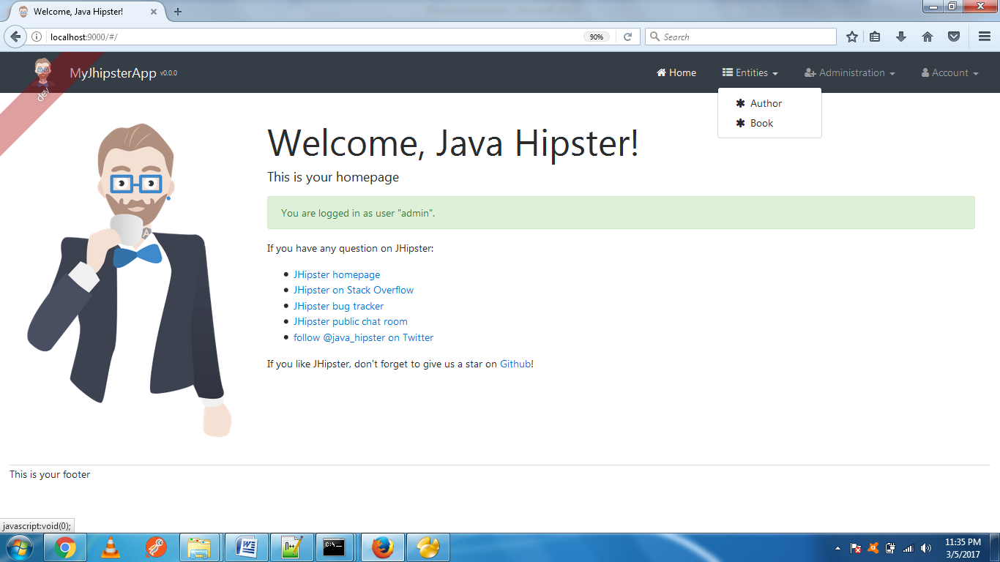 Welcome, Java Hipster!
localhost:9000/#/
90%
Search
dev
MyJhipsterApp v0.0.0
Home
Entities
Administration
Account
Author
Book
Welcome, Java Hipster!
This is your homepage
You are logged in as user "admin".
If you have any question on JHipster:
JHipster homepage
JHipster on Stack Overflow
JHipster bug tracker
JHipster public chat room
follow @java_hipster on Twitter
If you like JHipster, don't forget to give us a star on Github!
This is your footer
javascript:void(0);
11:35 PM
3/5/2017